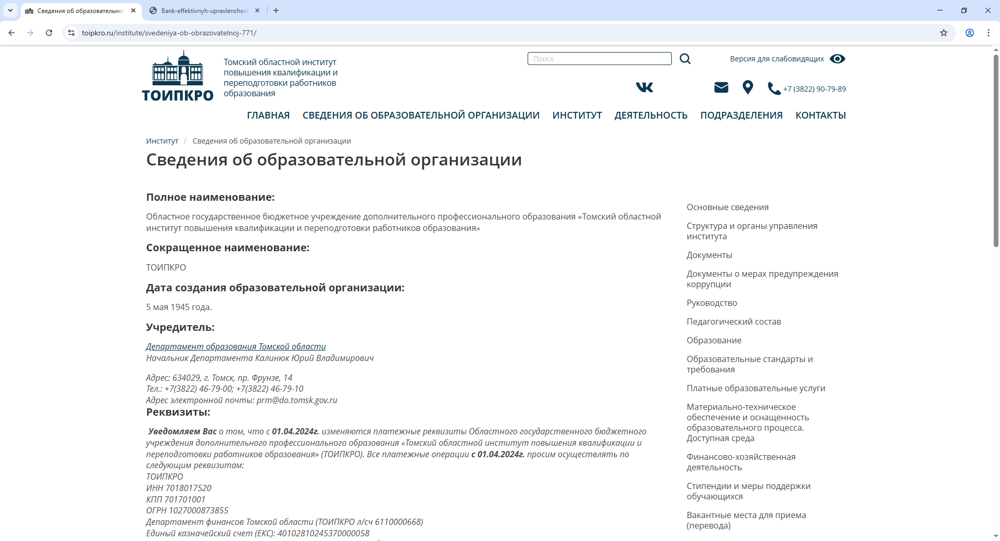 Сведения об образовательно
Bank-effektivnyh-upravlenches
toipkro.ru/institute/svedeniya-ob-obrazovatelnoj-771/
ТОИПКРО
Томский областной институт
повышения квалификации и
переподготовки работников
образования
Поиск
Версия для слабовидящих
+7 (3822) 90-79-89
ГЛАВНАЯ СВЕДЕНИЯ ОБ ОБРАЗОВАТЕЛЬНОЙ ОРГАНИЗАЦИИ ИНСТИТУТ ДЕЯТЕЛЬНОСТЬ ПОДРАЗДЕЛЕНИЯ КОНТАКТЫ
Институт / Сведения об образовательной организации
Сведения об образовательной организации
Полное наименование:
Областное государственное бюджетное учреждение дополнительного профессионального образования «Томский областной
институт повышения квалификации и переподготовки работников образования»
Сокращенное наименование:
ТОИПКРО
Дата создания образовательной организации:
5 мая 1945 года.
Учредитель:
Департамент образования Томской области
Начальник Департамента Калинюк Юрий Владимирович
Адрес: 634029, г. Томск, пр. Фрунзе, 14
Тел.: +7(3822) 46-79-00; +7(3822) 46-79-10
Адрес электронной почты: prm@do.tomsk.gov.ru
Реквизиты:
Уведомляем Вас о том, что с 01.04.2024г. изменяются платежные реквизиты Областного государственного бюджетного
учреждения дополнительного профессионального образования «Томский областной институт повышения квалификации и
переподготовки работников образования» (ТОИПКРО). Все платежные операции с 01.04.2024г. просим осуществлять по
следующим реквизитам:
ТОИПКРО
ИНН 7018017520
КПП 701701001
ОГРН 1027000873855
Департамент финансов Томской области (ТОИПКРО л/сч 6110000668)
Единый казначейский счет (ЕКС): 40102810245370000058
Основные сведения
Структура и органы управления
института
Документы
Документы о мерах предупреждения
коррупции
Руководство
Педагогический состав
Образование
Образовательные стандарты и
требования
Платные образовательные услуги
Материально-техническое
обеспечение и оснащенность
образовательного процесса.
Доступная среда
Финансово-хозяйственная
деятельность
Стипендии и меры поддержки
обучающихся
Вакантные места для приема
(перевода)